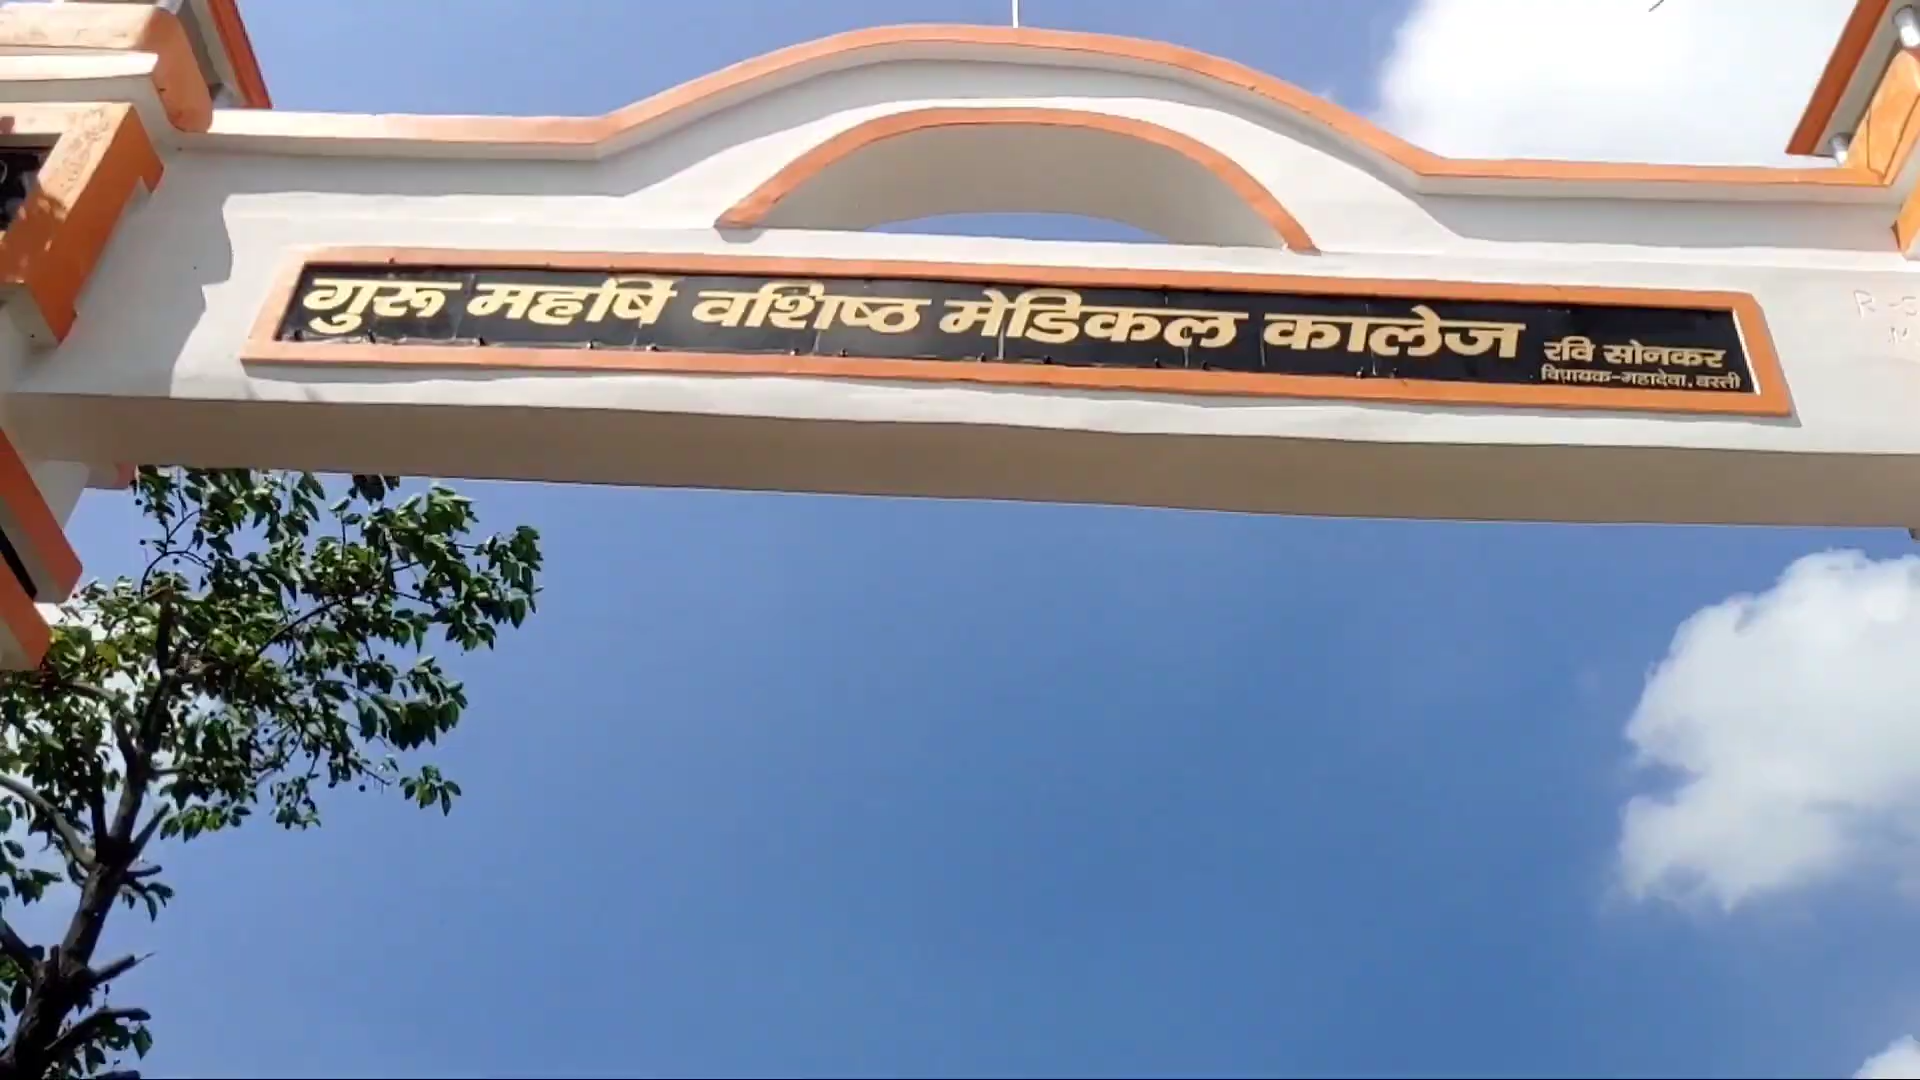 गुरू महर्षि वशिष्ठ मेडिकल कालेज
रवि सोनकर
विधायक-महादेवा, बस्ती